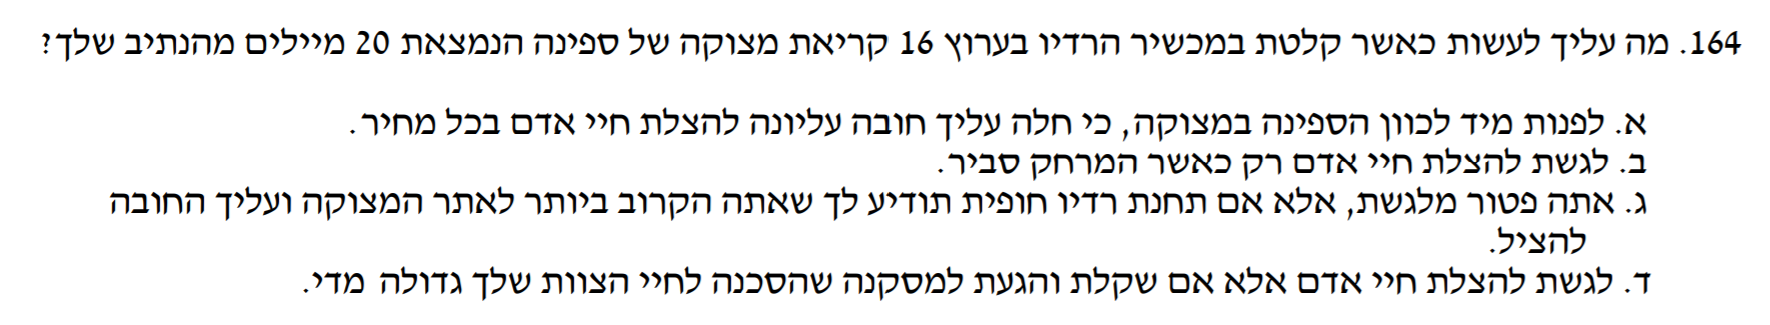 164. מה עליך לעשות כאשר קלטת במכשיר הרדיו בערוץ 16 קריאת מצוקה של ספינה הנמצאת 20 מיילים מהנתיב שלך?
א. לפנות מיד לכוון הספינה במצוקה, כי חלה עליך חובה עליונה להצלת חיי אדם בכל מחיר.
ב. לגשת להצלת חיי אדם רק כאשר המרחק סביר.
ג. אתה פטור מלגשת, אלא אם תחנת רדיו חופית תודיע לך שאתה הקרוב ביותר לאתר המצוקה ועליך החובה
להציל.
ד. לגשת להצלת חיי אדם אלא אם שקלת והגעת למסקנה שהסכנה לחיי הצוות שלך גדולה מדי.